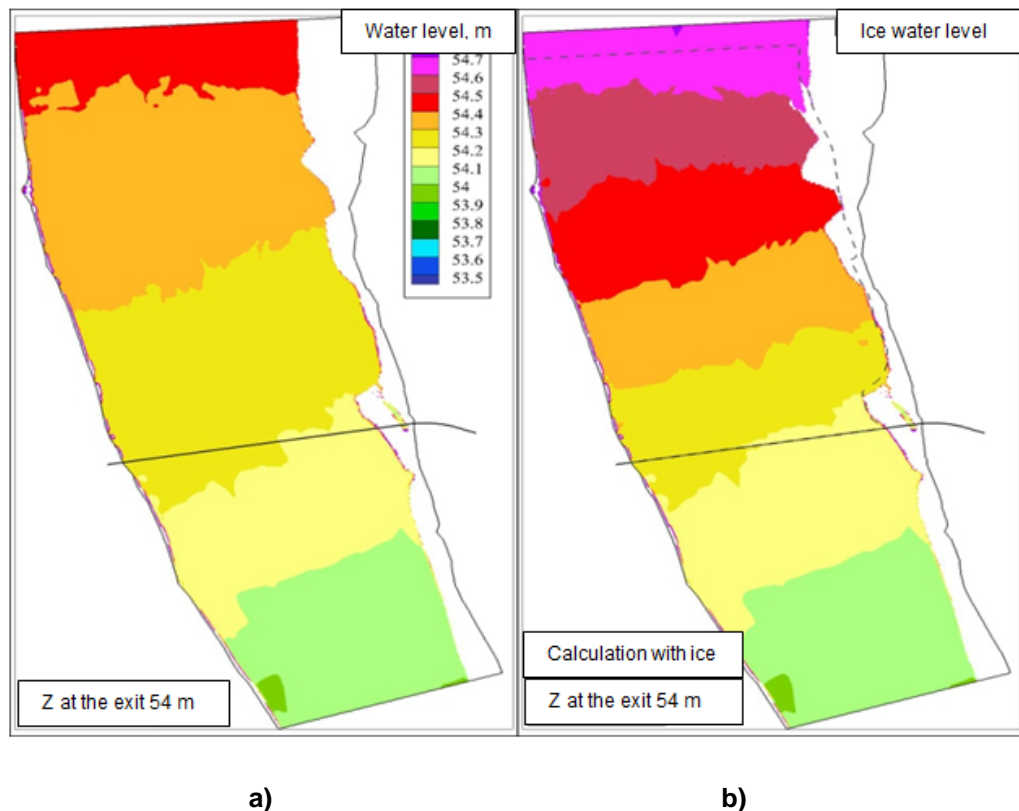 Water level, m
54.7
54.6
54.5
54.4
54.3
54.2
54.1
54
53.9
53.8
53.7
53.6
53.5
Z at the exit 54 m
Ice water level
Calculation with ice
Z at the exit 54 m
a)
b)